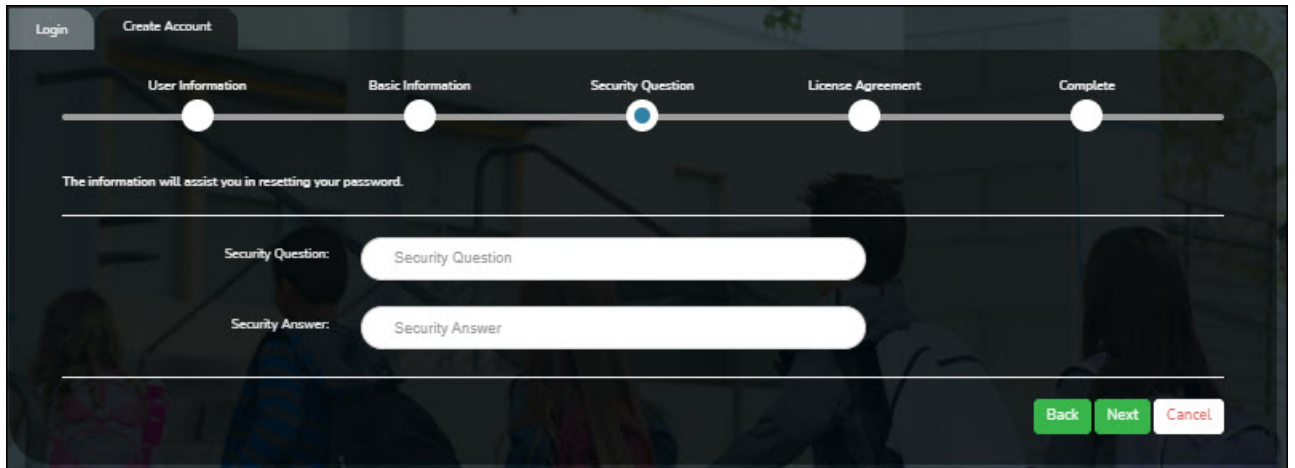 Login
Create Account
User Information
Basic Information
Security Question
License Agreement
Complete
The information will assist you in resetting your password.
Security Question:
Security Question
Security Answer:
Security Answer
Back
Next
Cancel